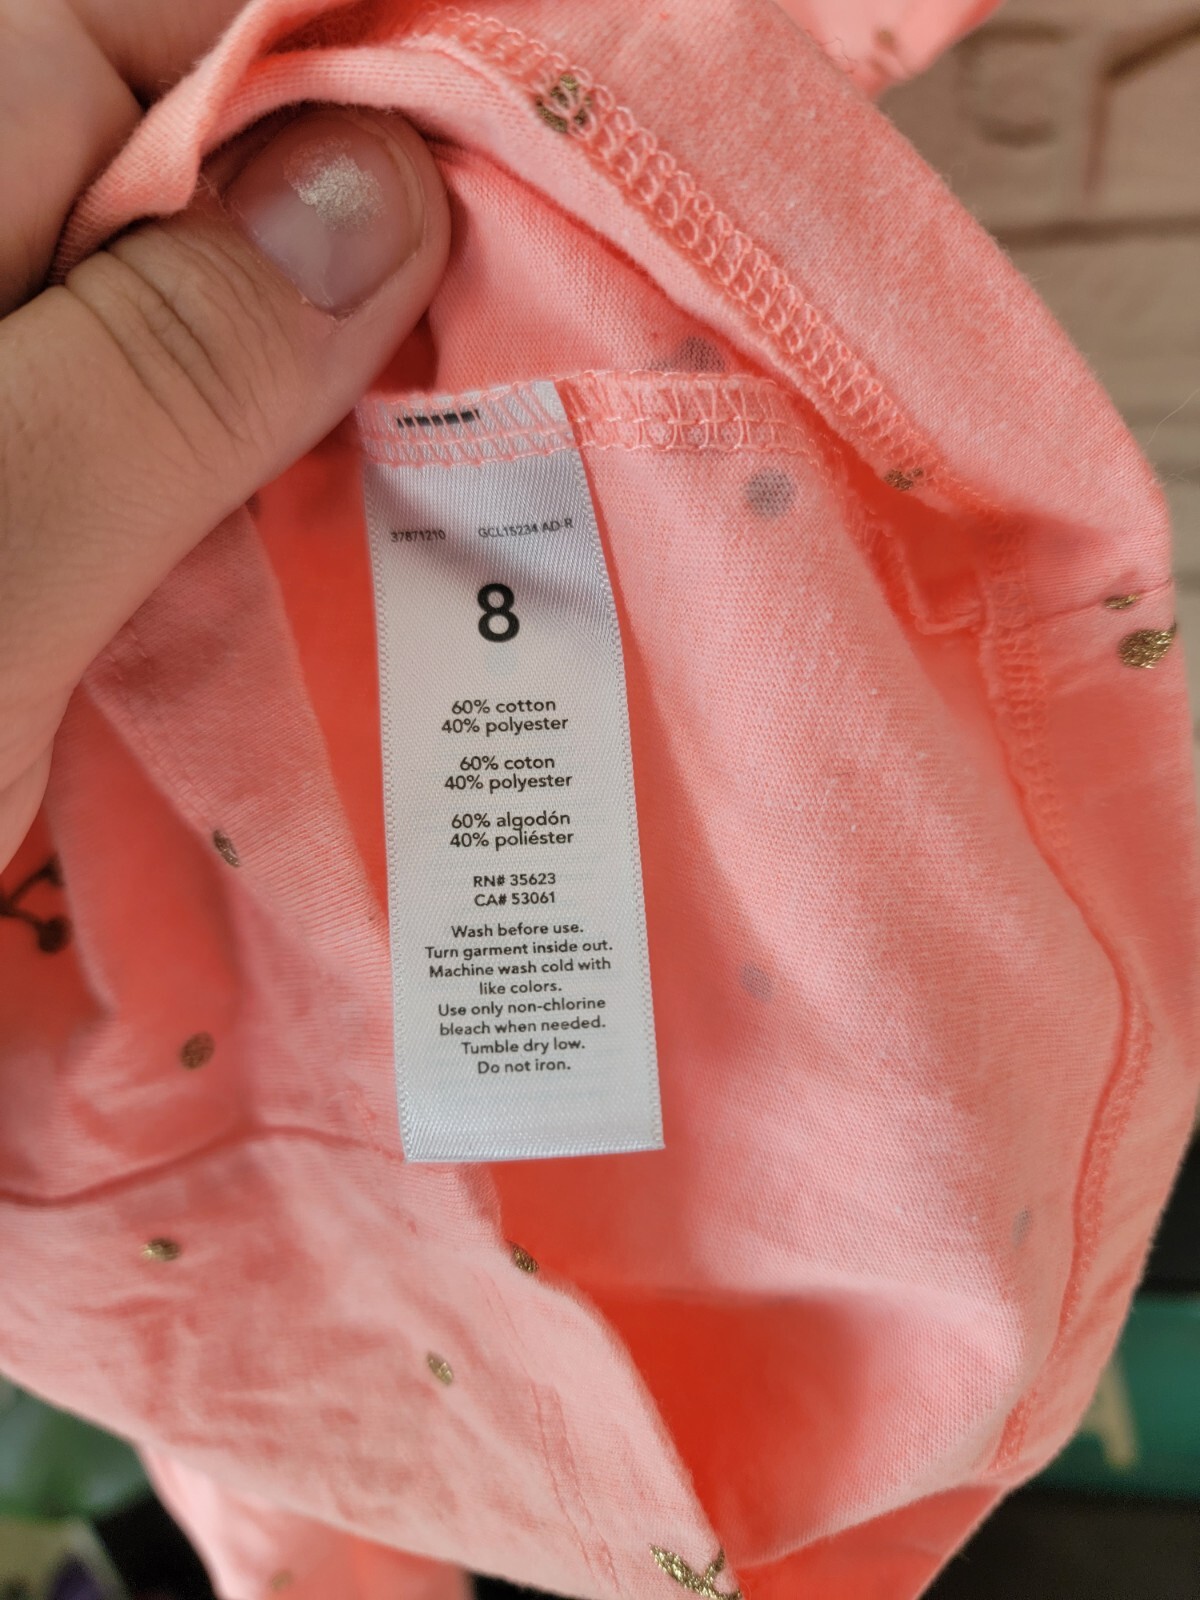 37871210 GCL15234 AD-R
8
60% cotton
40% polyester
60% coton
40% polyester
60% algodón
40% poliéster
RN# 35623
CA# 53061
Wash before use.
Turn garment inside out.
Machine wash cold with
like colors.
Use only non-chlorine
bleach when needed.
Tumble dry low.
Do not iron.